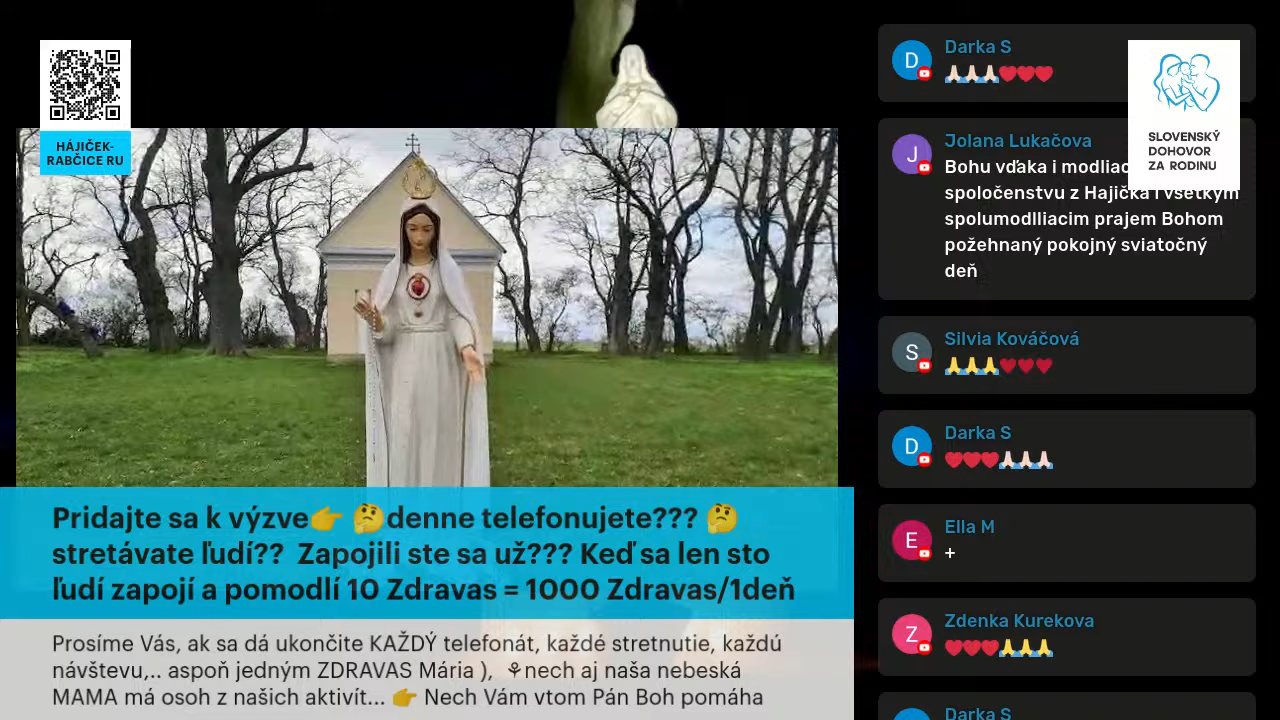 HÁJIČEK-
RABČICE RU
Pridajte sa k výzve👉 🤔denne telefonujete??? 🤔
stretávate ľudí?? Zapojili ste sa už??? Keď sa len sto
ľudí zapojí a pomodlí 10 Zdravas = 1000 Zdravas/1deň
Prosíme Vás, ak sa dá ukončite KAŽDÝ telefonát, každé stretnutie, každú
návštevu,.. aspoň jedným ZDRAVAS Mária ), ⚘nech aj naša nebeská
MAMA má osoh z našich aktivít... 👉 Nech Vám vtom Pán Boh pomáha
D
Darka S
🙏🏻🙏🏻🙏🏻❤️❤️❤️
SLOVENSKÝ
DOHOVOR
ZA RODINU
J
Jolana Lukačova
Bohu vďaka i modliac
spoločenstvu z Hajička i všetkým
spolumodlliacim prajem Bohom
požehnaný pokojný sviatočný
deň
S
Silvia Kováčová
🙏🙏🙏♥️♥️♥️
D
Darka S
❤️❤️❤️🙏🏻🙏🏻🙏🏻
E
Ella M
+
Z
Zdenka Kurekova
❤️❤️❤️🙏🙏🙏
Darka S